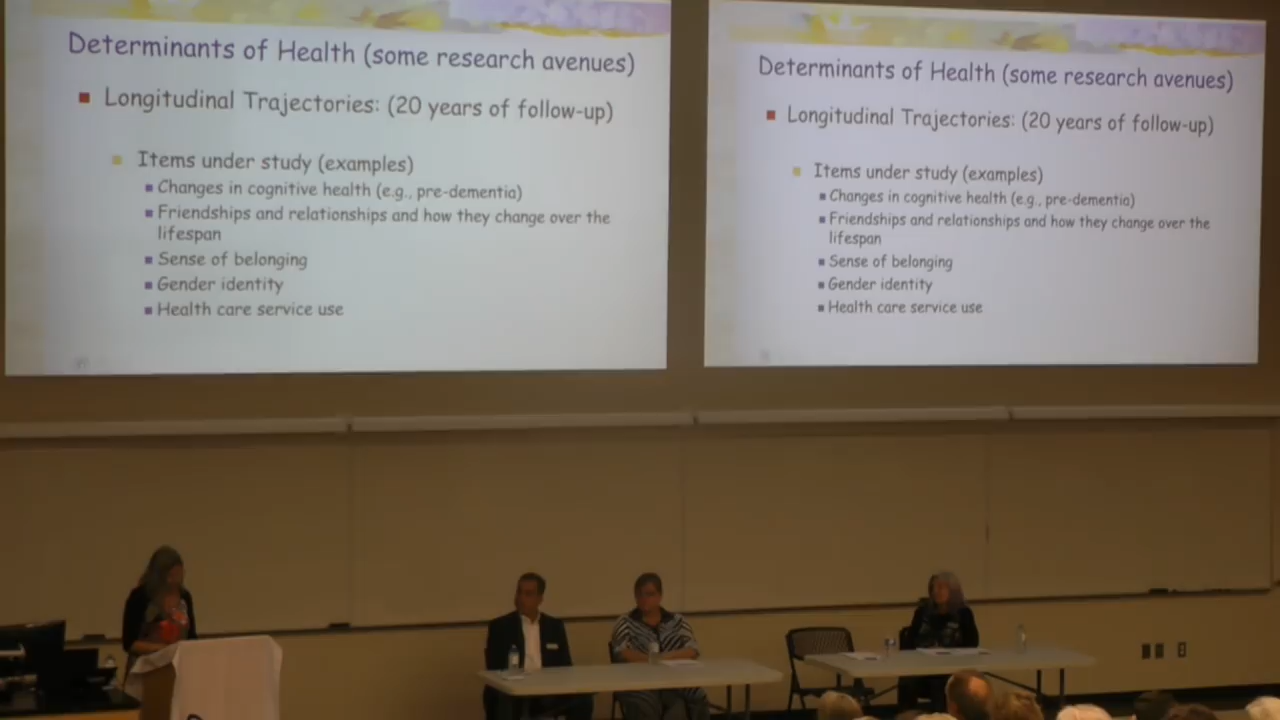 Determinants of Health (some research avenues)
Longitudinal Trajectories: (20 years of follow-up)
Items under study (examples)
Changes in cognitive health (e.g., pre-dementia)
Friendships and relationships and how they change over the
lifespan
Sense of belonging
Gender identity
Health care service use
Determinants of Health (some research avenues)
Longitudinal Trajectories: (20 years of follow-up)
Items under study (examples)
Changes in cognitive health (e.g., pre-dementia)
Friendships and relationships and how they change over the
lifespan
Sense of belonging
Gender identity
Health care service use